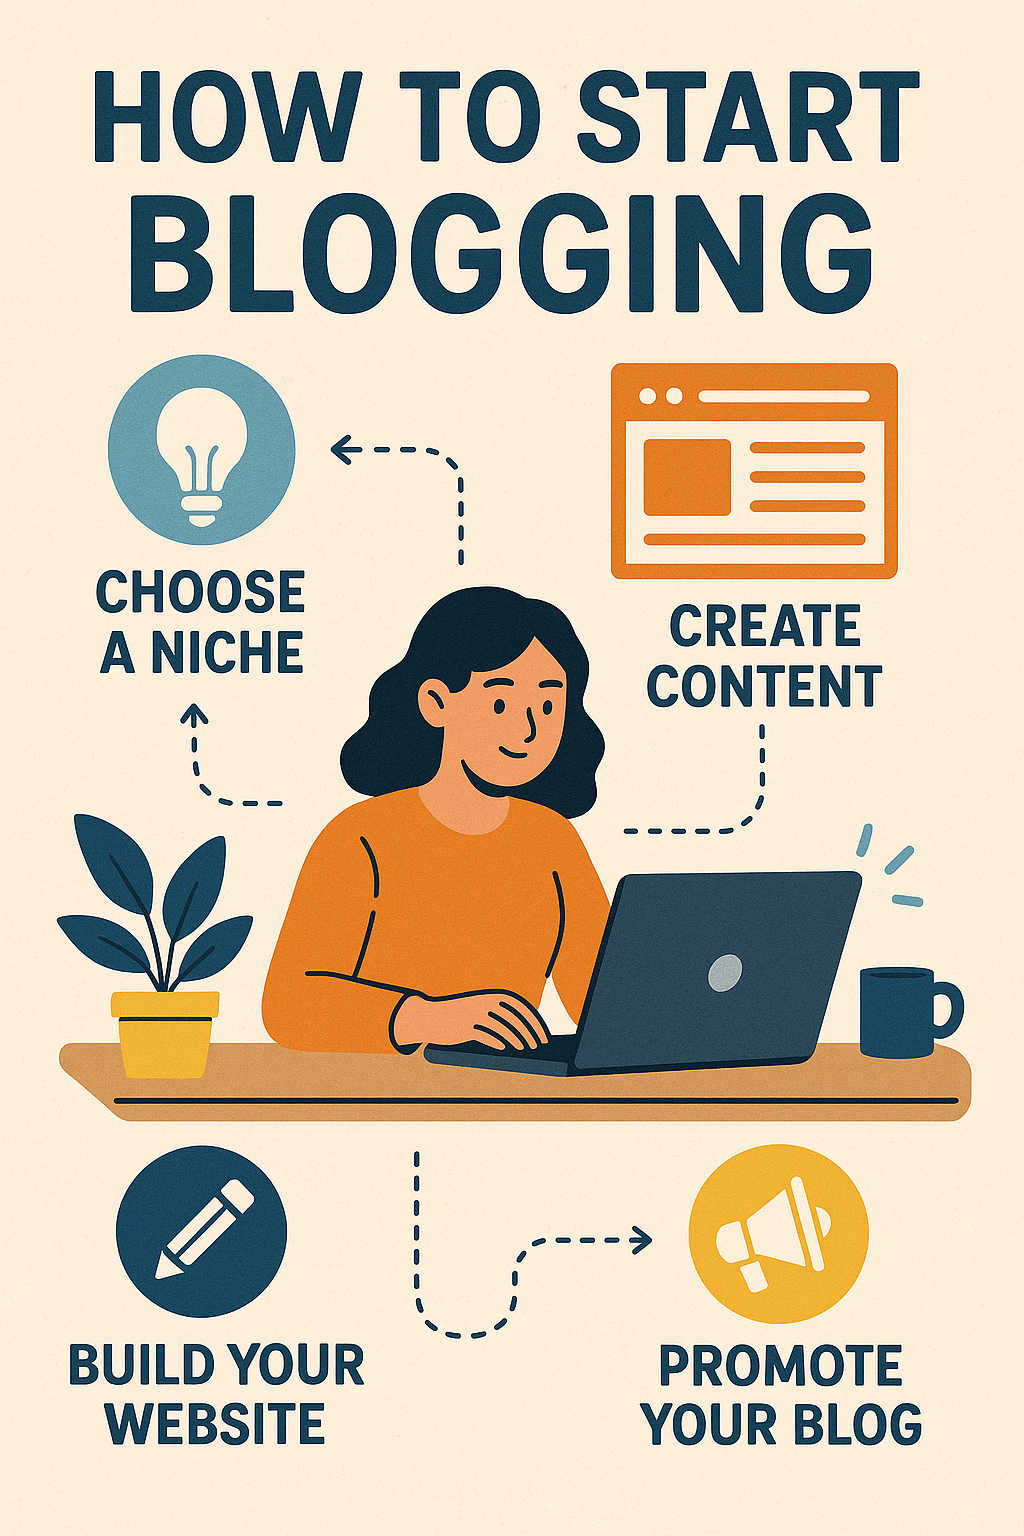 HOW TO START
BLOGGING
CHOOSE
A NICHE
CREATE
CONTENT
BUILD YOUR
WEBSITE
PROMOTE
YOUR BLOG